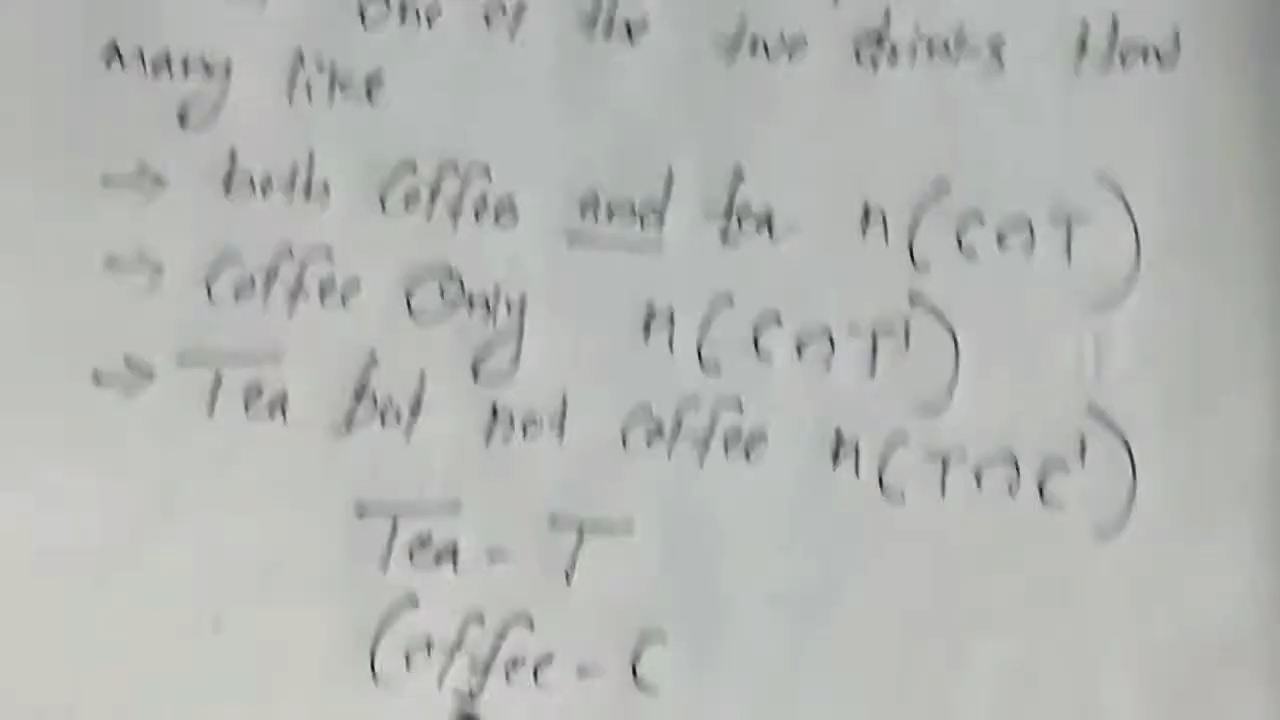 One of the two drinks How
many like
→ both Coffee and tea n(C∩T)
→ Coffee Only n(C∩T')
→ Tea but not coffee n(T∩C')
Tea - T
Coffee - C